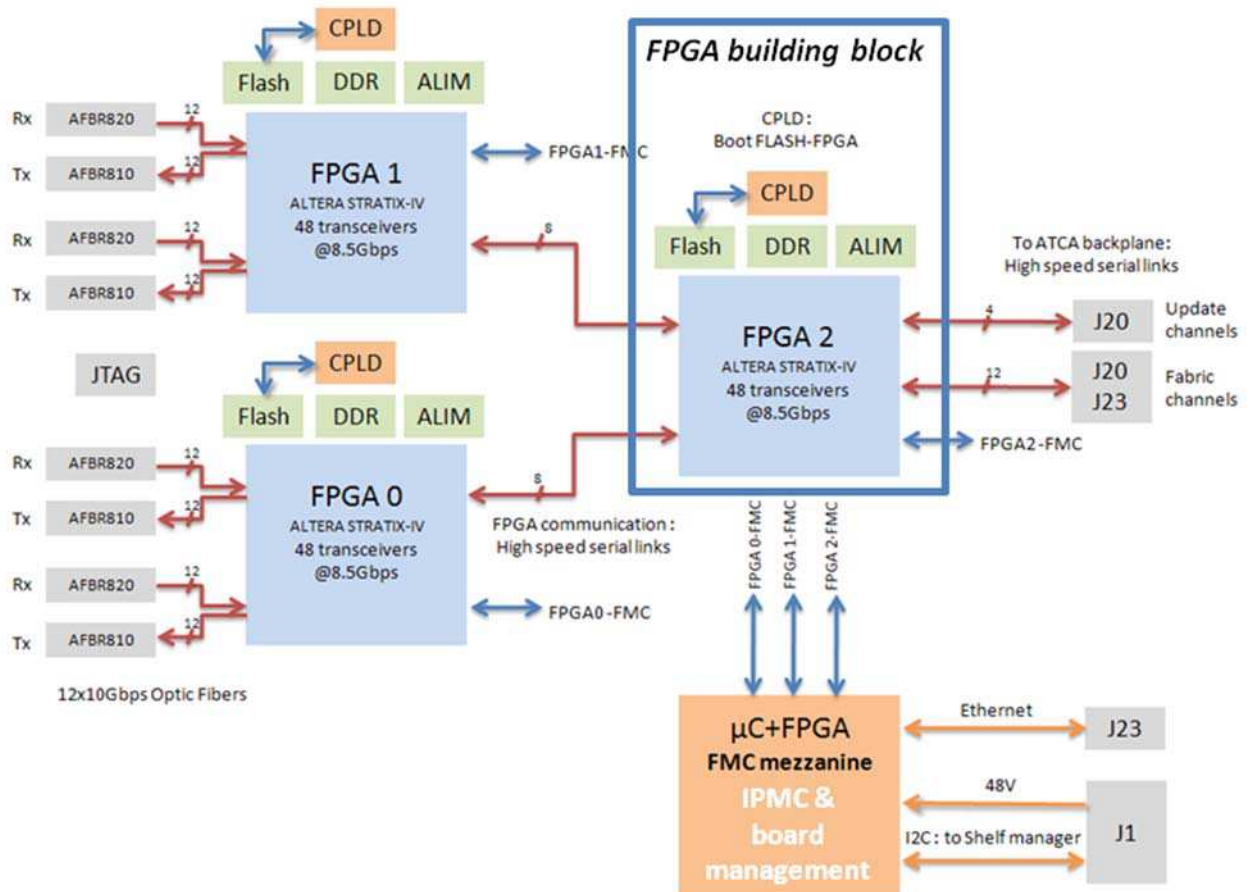 CPLD
Flash
DDR
ALIM
Rx
AFBR820
12
Tx
AFBR810
12
Rx
AFBR820
12
Tx
AFBR810
12
FPGA 1
ALTERA STRATIX-IV
48 transceivers
@8.5Gbps
FPGA1-FMC
8
JTAG
CPLD
Flash
DDR
ALIM
Rx
AFBR820
12
Tx
AFBR810
12
Rx
AFBR820
12
Tx
AFBR810
12
FPGA 0
ALTERA STRATIX-IV
48 transceivers
@8.5Gbps
8
FPGA communication :
High speed serial links
FPGA0-FMC
12x10Gbps Optic Fibers
FPGA building block
CPLD :
Boot FLASH-FPGA
CPLD
Flash
DDR
ALIM
FPGA 2
ALTERA STRATIX-IV
48 transceivers
@8.5Gbps
To ATCA backplane:
High speed serial links
4
J20
Update
channels
12
J20
J23
Fabric
channels
FPGA2-FMC
FPGA 0-FMC
FPGA 1-FMC
FPGA 2-FMC
µC+FPGA
FMC mezzanine
IPMC &
board
management
Ethernet
J23
48V
I2C : to Shelf manager
J1